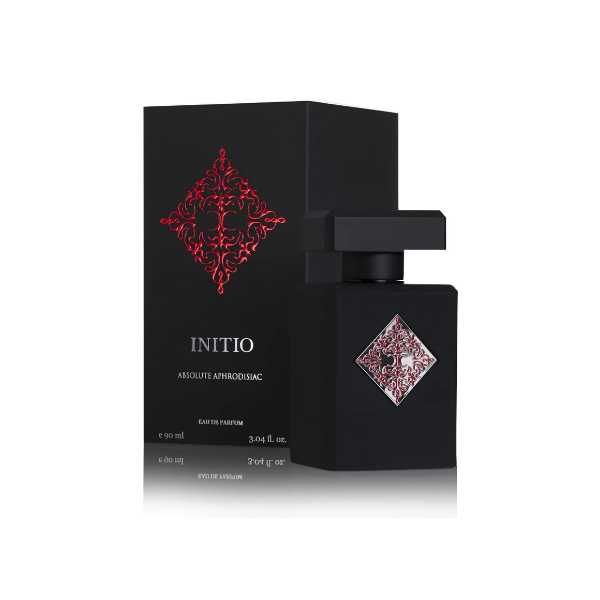 INITIO
ABSOLUTE APHRODISIAC
EAU DE PARFUM
e 90 ml 3.04 fl. oz.